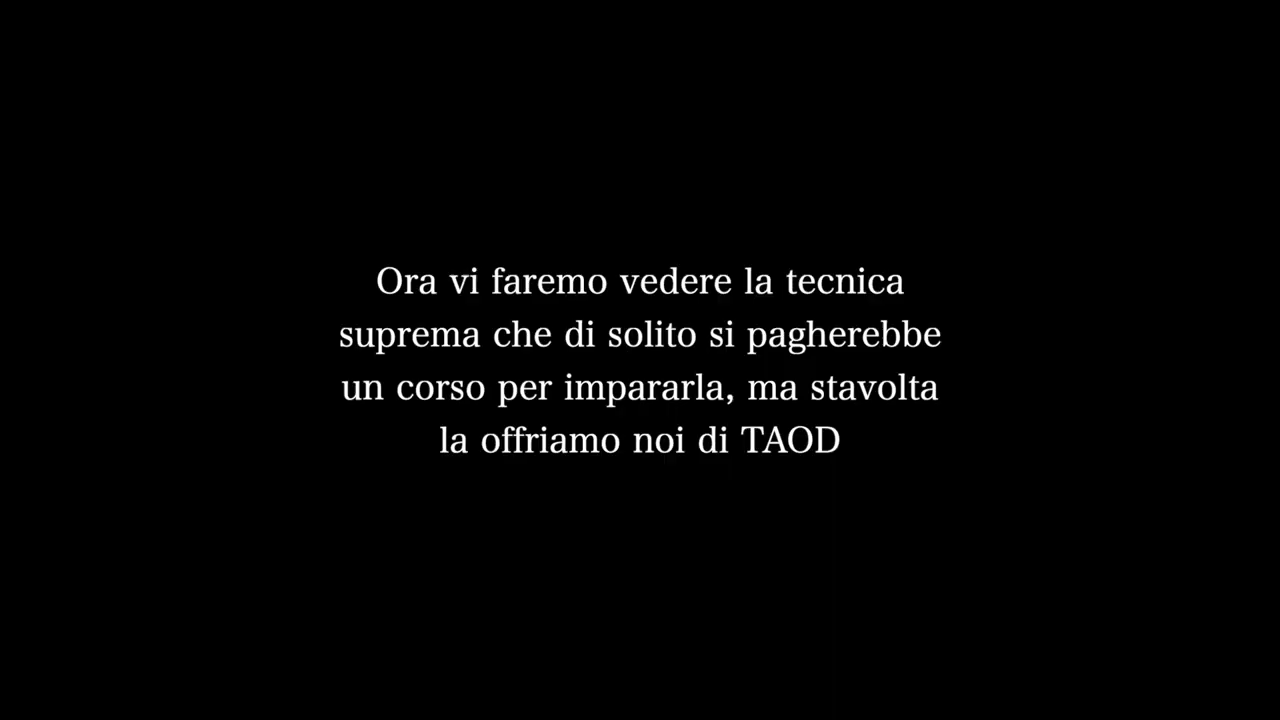 Ora vi faremo vedere la tecnica
suprema che di solito si pagherebbe
un corso per impararla, ma stavolta
la offriamo noi di TAOD